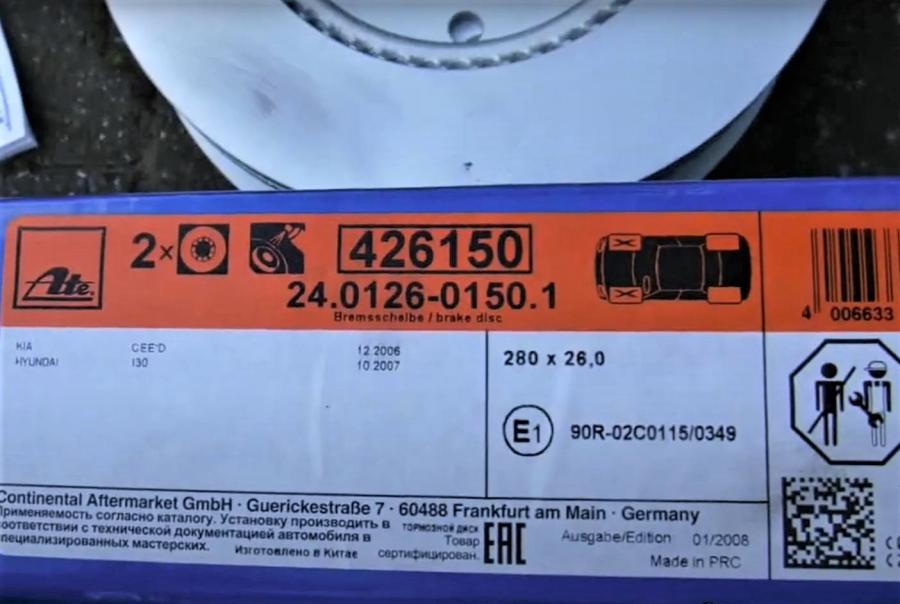 Ate
2x
426150
24.0126-0150.1
Bremsscheibe / brake disc
4 006633
KIA CEE'D 12.2006
HYUNDAI I30 10.2007
280 x 26,0
E1 90R-02C0115/0349
Continental Aftermarket GmbH · Guerickestraße 7 · 60488 Frankfurt am Main · Germany
Применяемость согласно каталогу. Установку производить в
соответствии с технической документацией автомобиля в
специализированных мастерских. Изготовлено в Китае
ТОРМОЗНОЙ ДИСК
Товар
сертифицирован.
EAC
Ausgabe/Edition 01/2008
Made in PRC